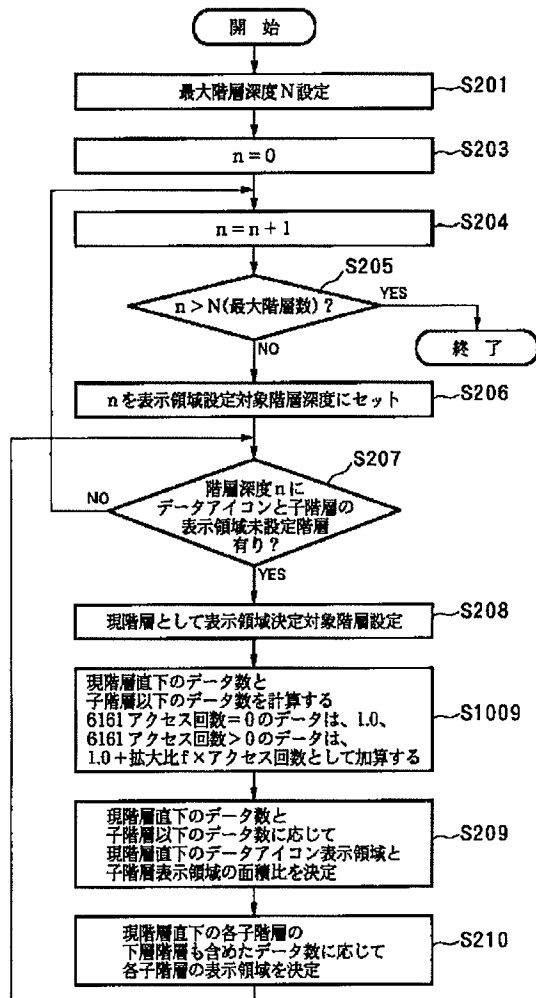 開 始
最大階層深度N設定
S201
n=0
S203
n=n+1
S204
S205
n>N(最大階層数)?
YES
終 了
NO
nを表示領域設定対象階層深度にセット
S206
S207
階層深度nに
データアイコンと子階層の
表示領域未設定階層
有り?
NO
YES
現階層として表示領域決定対象階層設定
S208
現階層直下のデータ数と
子階層以下のデータ数を計算する
6161アクセス回数=0のデータは、1.0、
6161アクセス回数>0のデータは、
1.0+拡大比f×アクセス回数として加算する
S1009
現階層直下のデータ数と
子階層以下のデータ数に応じて
現階層直下のデータアイコン表示領域と
子階層表示領域の面積比を決定
S209
現階層直下の各子階層の
下層階層も含めたデータ数に応じて
各子階層の表示領域を決定
S210